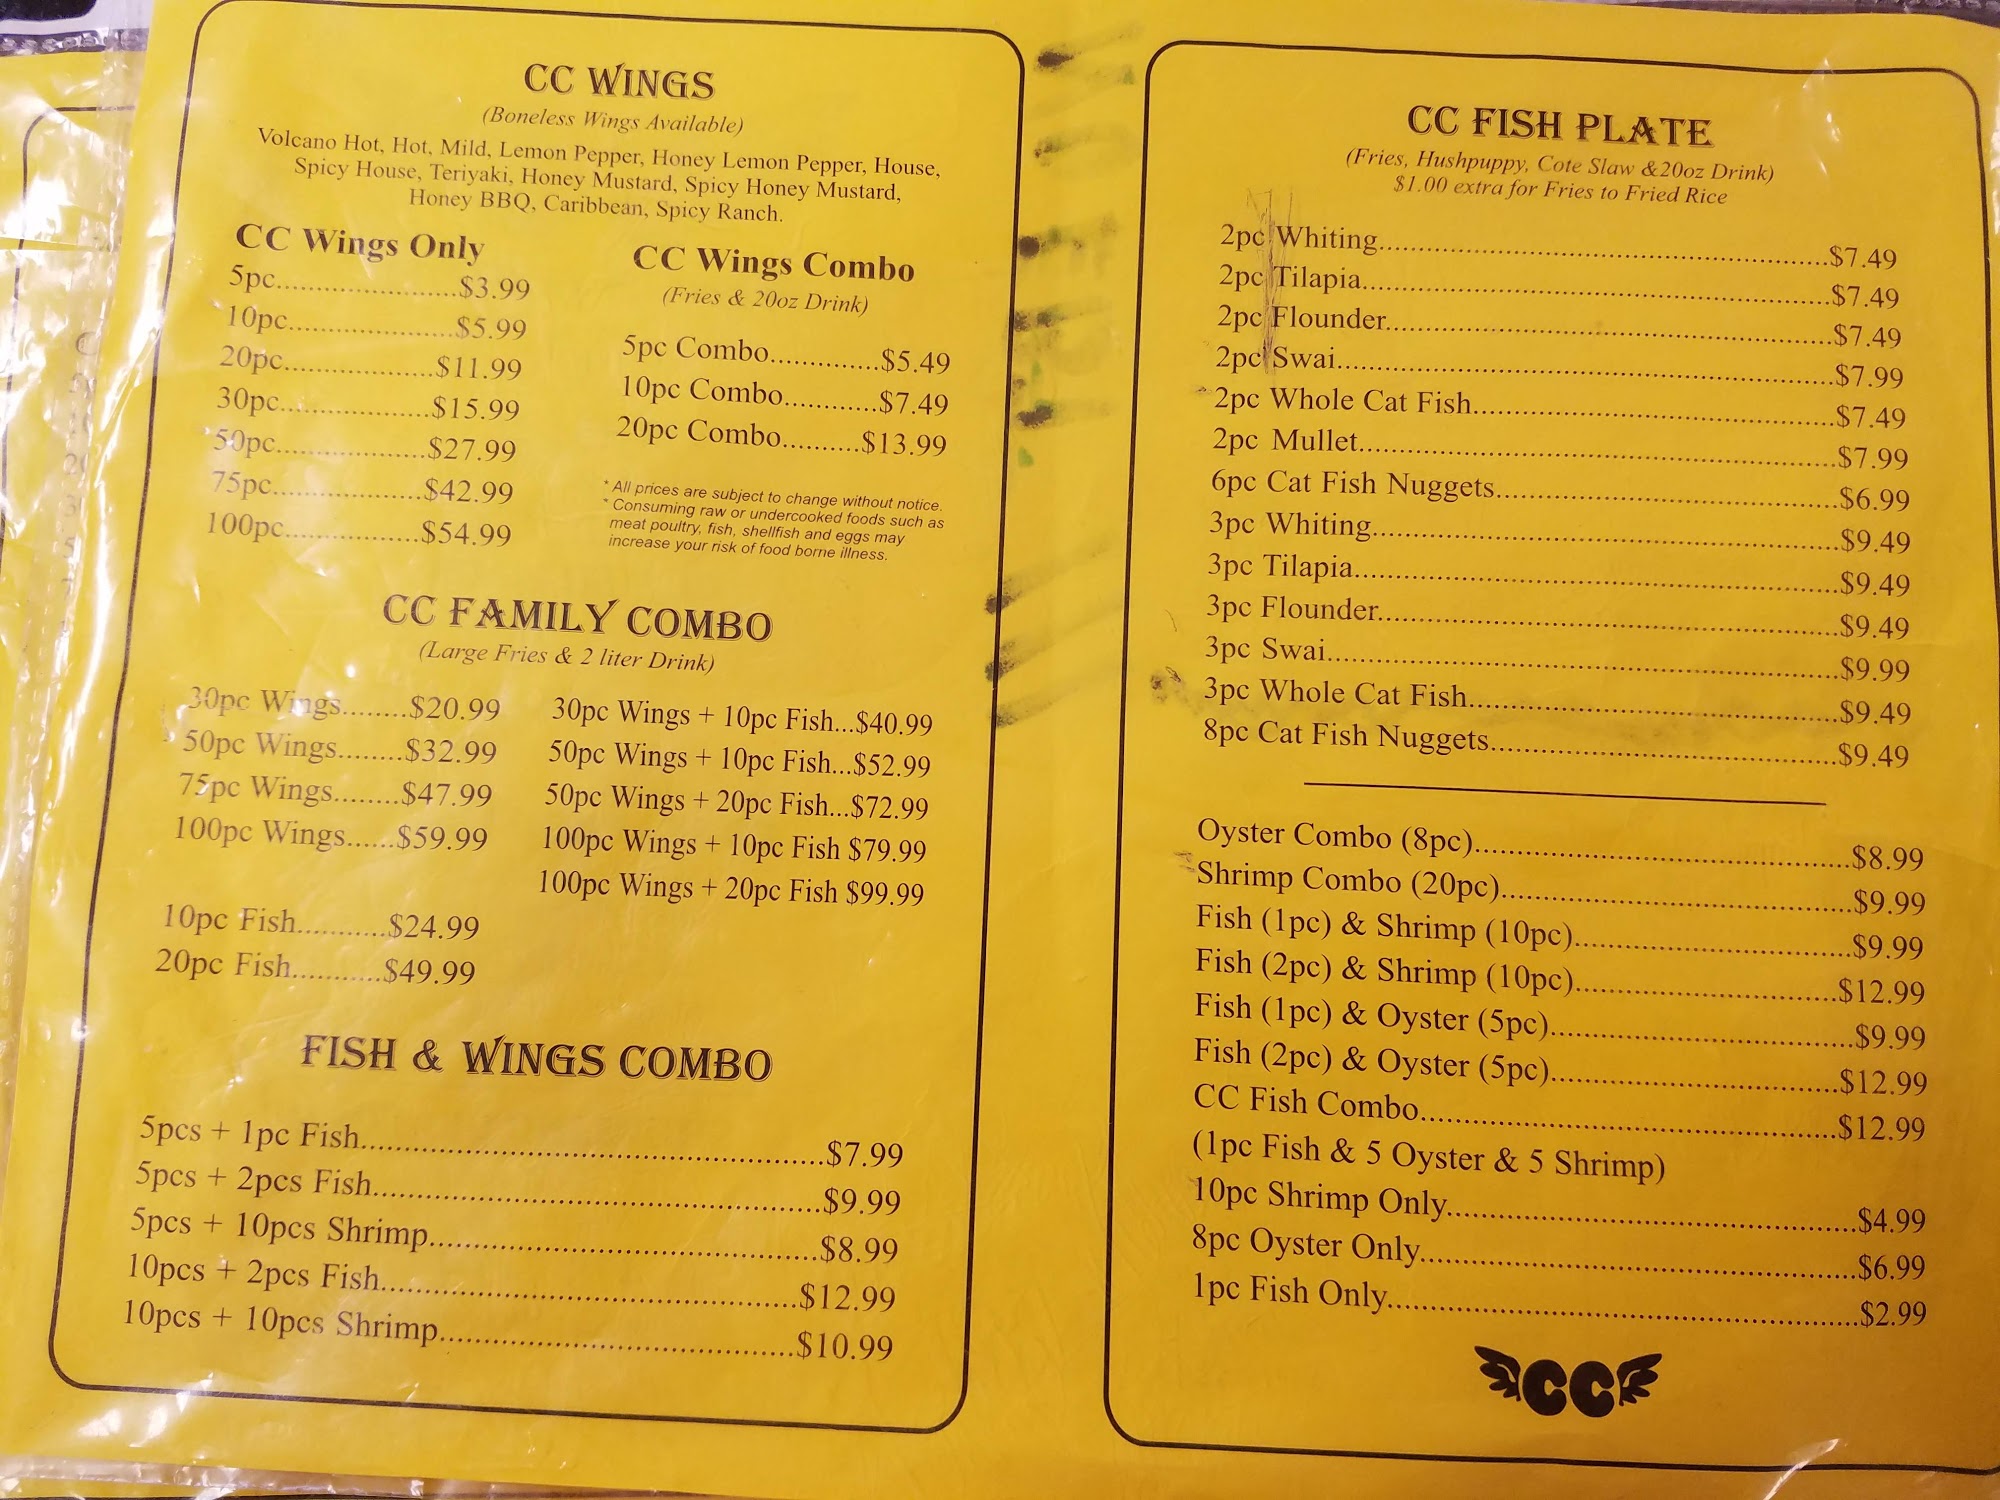 CC WINGS
(Boneless Wings Available)
Volcano Hot, Hot, Mild, Lemon Pepper, Honey Lemon Pepper, House,
Spicy House, Teriyaki, Honey Mustard, Spicy Honey Mustard,
Honey BBQ, Caribbean, Spicy Ranch.
CC Wings Only
5pc......................$3.99
10pc....................$5.99
20pc..................$11.99
30pc..................$15.99
50pc..................$27.99
75pc..................$42.99
100pc................$54.99
CC Wings Combo
(Fries & 20oz Drink)
5pc Combo.............$5.49
10pc Combo...........$7.49
20pc Combo.........$13.99
* All prices are subject to change without notice.
* Consuming raw or undercooked foods such as
meat poultry, fish, shellfish and eggs may
increase your risk of food borne illness.
CC FAMILY COMBO
(Large Fries & 2 liter Drink)
30pc Wings........$20.99
50pc Wings........$32.99
75pc Wings........$47.99
100pc Wings......$59.99
10pc Fish...........$24.99
20pc Fish...........$49.99
30pc Wings + 10pc Fish...$40.99
50pc Wings + 10pc Fish...$52.99
50pc Wings + 20pc Fish...$72.99
100pc Wings + 10pc Fish $79.99
100pc Wings + 20pc Fish $99.99
FISH & WINGS COMBO
5pcs + 1pc Fish..........................................................$7.99
5pcs + 2pcs Fish........................................................$9.99
5pcs + 10pcs Shrimp.................................................$8.99
10pcs + 2pcs Fish....................................................$12.99
10pcs + 10pcs Shrimp.............................................$10.99
CC FISH PLATE
(Fries, Hushpuppy, Cote Slaw &20oz Drink)
$1.00 extra for Fries to Fried Rice
2pc Whiting........................................................$7.49
2pc Tilapia..........................................................$7.49
2pc Flounder.......................................................$7.49
2pc Swai.............................................................$7.99
2pc Whole Cat Fish.............................................$7.49
2pc Mullet...........................................................$7.99
6pc Cat Fish Nuggets..........................................$6.99
3pc Whiting.........................................................$9.49
3pc Tilapia...........................................................$9.49
3pc Flounder........................................................$9.49
3pc Swai...............................................................$9.99
3pc Whole Cat Fish..............................................$9.49
8pc Cat Fish Nuggets...........................................$9.49
Oyster Combo (8pc)..............................................$8.99
Shrimp Combo (20pc)...........................................$9.99
Fish (1pc) & Shrimp (10pc)..................................$9.99
Fish (2pc) & Shrimp (10pc)................................$12.99
Fish (1pc) & Oyster (5pc).....................................$9.99
Fish (2pc) & Oyster (5pc)...................................$12.99
CC Fish Combo...................................................$12.99
(1pc Fish & 5 Oyster & 5 Shrimp)
10pc Shrimp Only..................................................$4.99
8pc Oyster Only.....................................................$6.99
1pc Fish Only.........................................................$2.99
CC